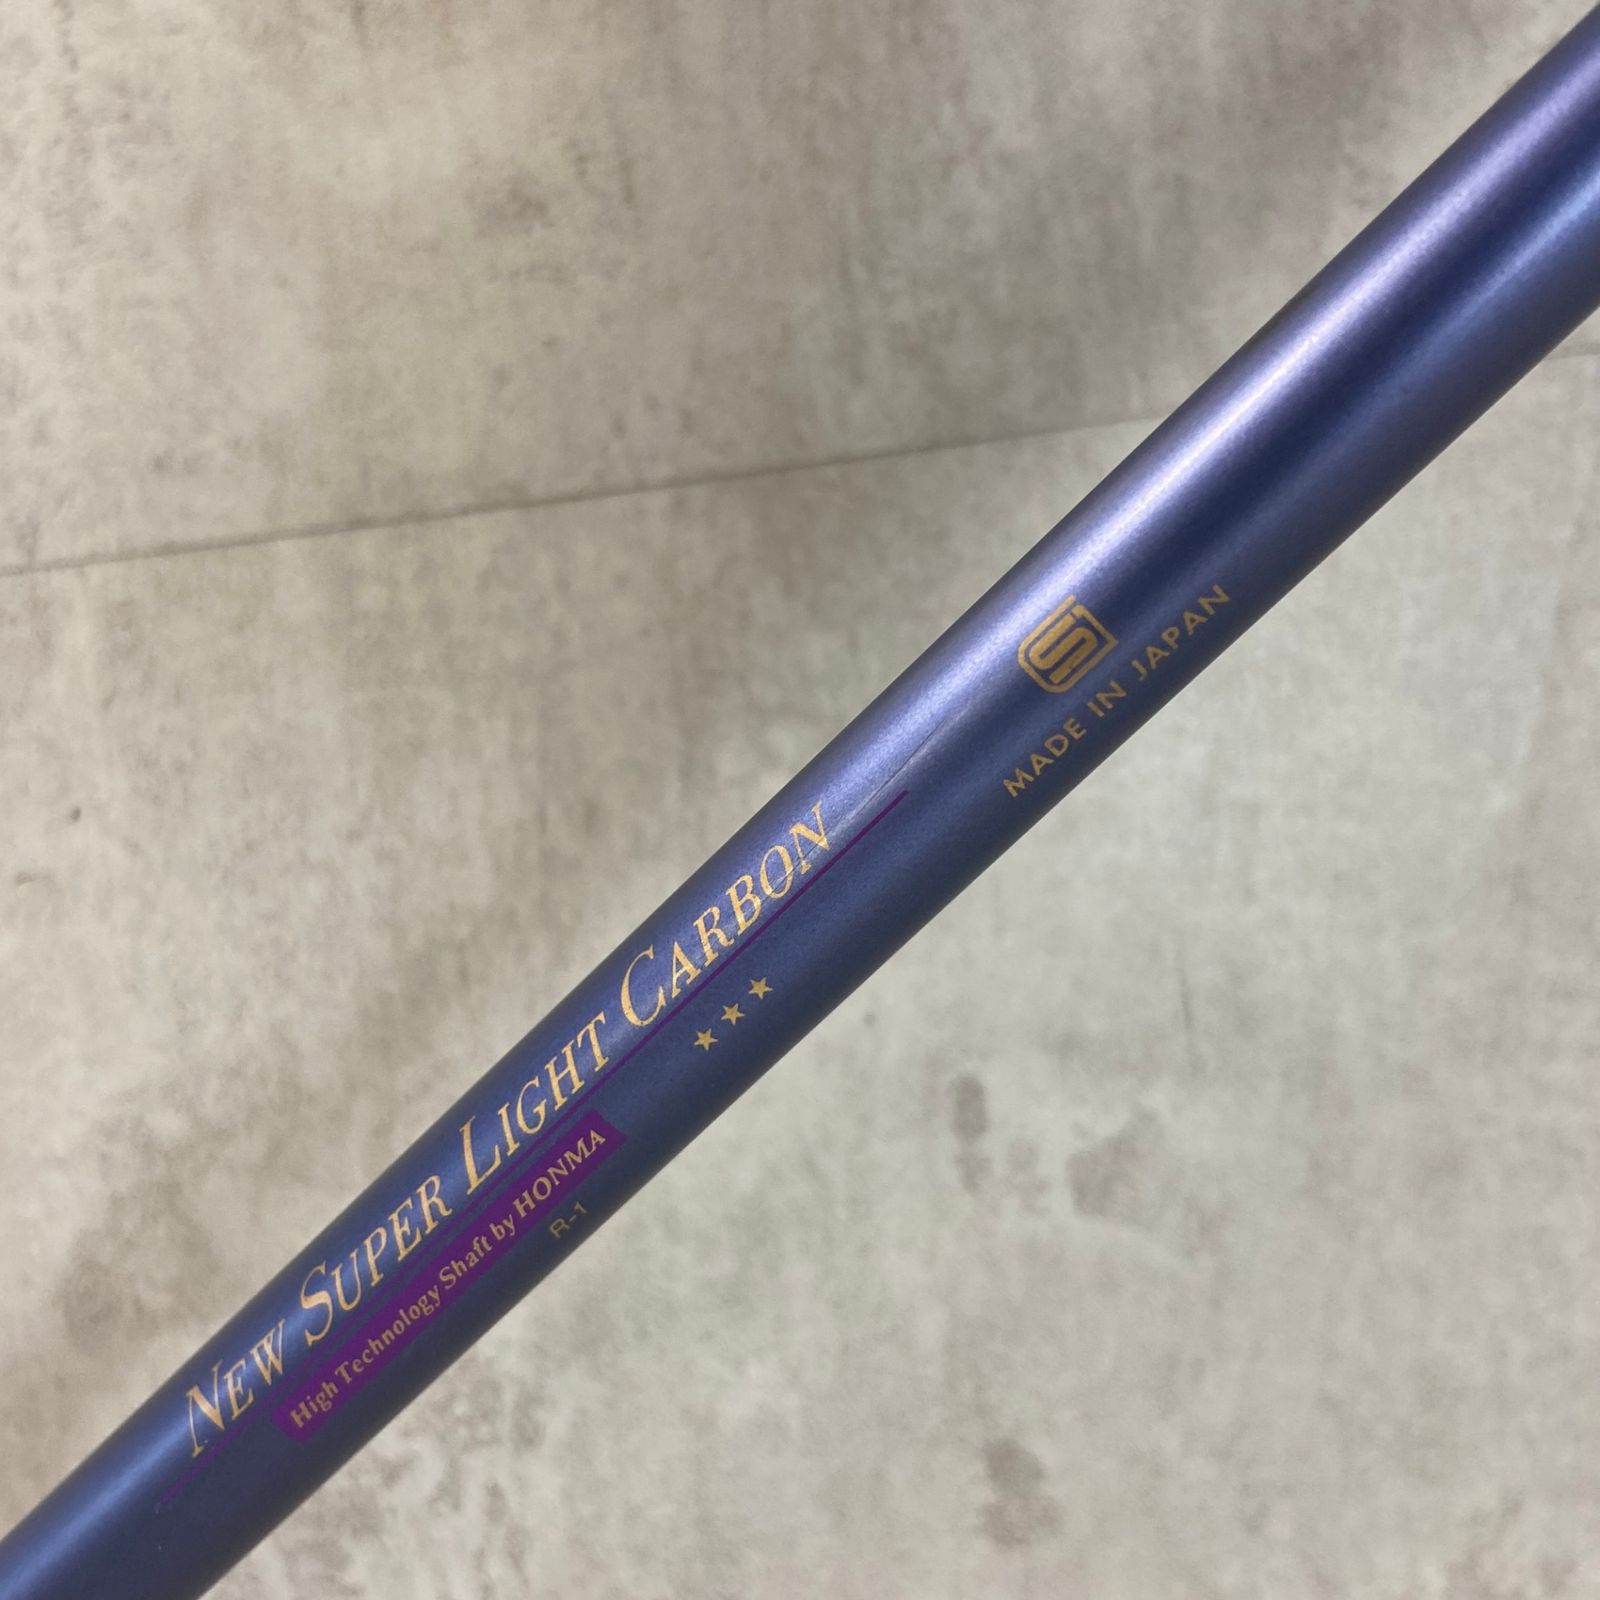 NEW SUPER LIGHT CARBON
★★★
High Technology Shaft by HONMA
R-1
MADE IN JAPAN